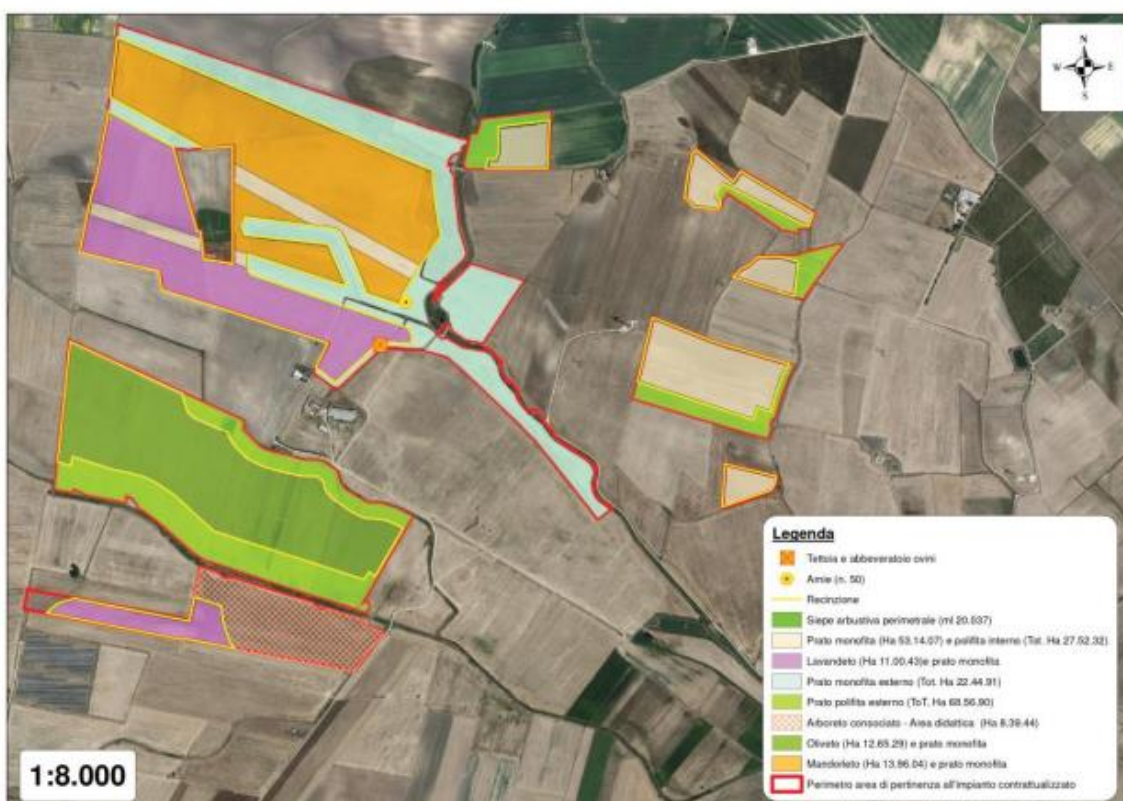 N
W E
S
Legenda
Tettoia e abbeveratoio ovini
Arnie (n. 50)
Recinzione
Siepe arbustiva perimetrale (ml 20.037)
Prato monofita (Ha 53.14.07) e polifita interno (Tot. Ha 27.52.32)
Lavandeto (Ha 11.00.43)e prato monofita
Prato monofita esterno (Tot. Ha 22.44.91)
Prato polifita esterno (ToT. Ha 68.56.90)
Arboreto consociato - Area didattica (Ha 8.39.44)
Oliveto (Ha 12.65.29) e prato monofita
Mandorleto (Ha 13.96.04) e prato monofita
Perimetro area di pertinenza all'impianto contrattualizzato
1:8.000